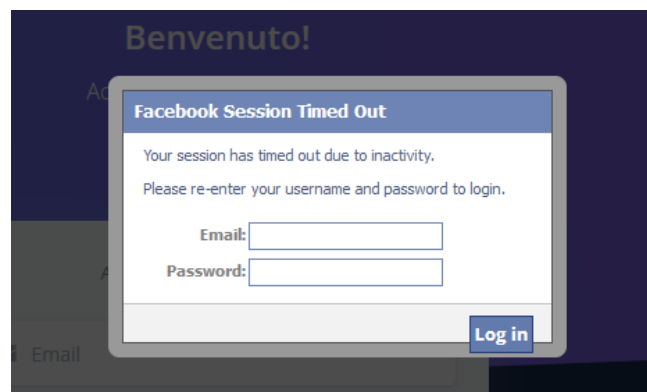 Benvenuto!
Ac
Facebook Session Timed Out
Your session has timed out due to inactivity.
Please re-enter your username and password to login.
Email:
A
Password:
Log in
Email